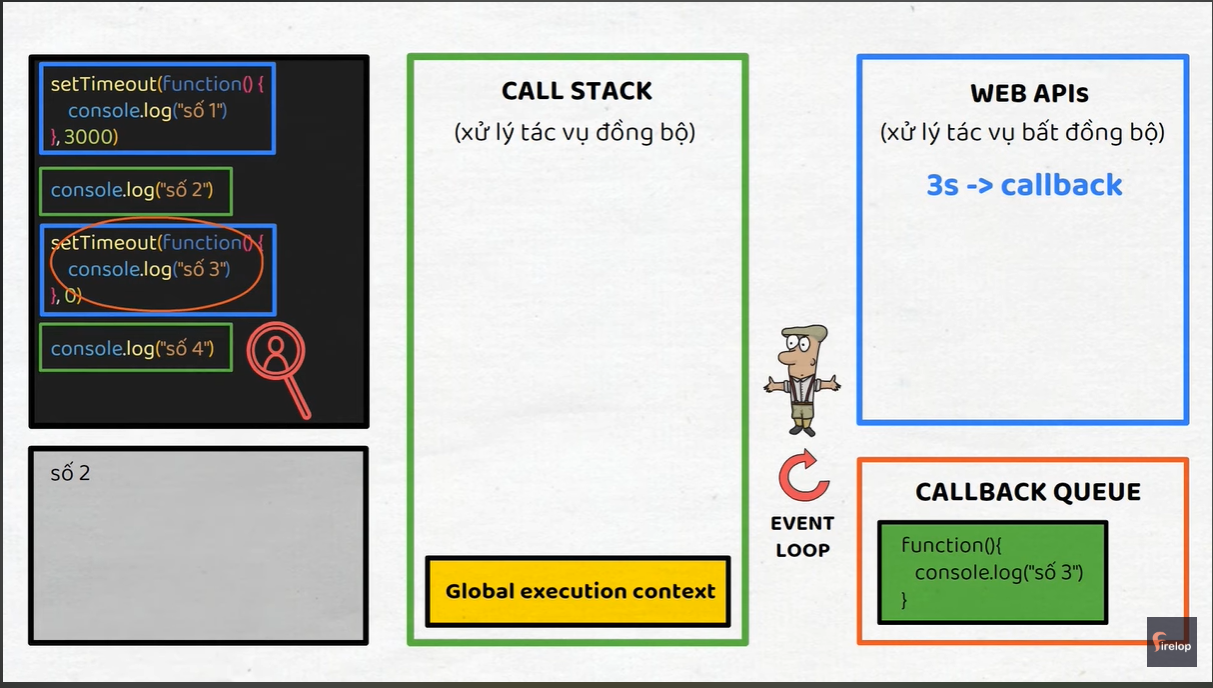 setTimeout(function() {
console.log("số 1")
}, 3000)
console.log("số 2")
setTimeout(function() {
console.log("số 3")
}, 0)
console.log("số 4")
số 2
CALL STACK
(xử lý tác vụ đồng bộ)
Global execution context
EVENT
LOOP
WEB APIs
(xử lý tác vụ bất đồng bộ)
3s -> callback
CALLBACK QUEUE
function(){
console.log("số 3")
}
Firelop